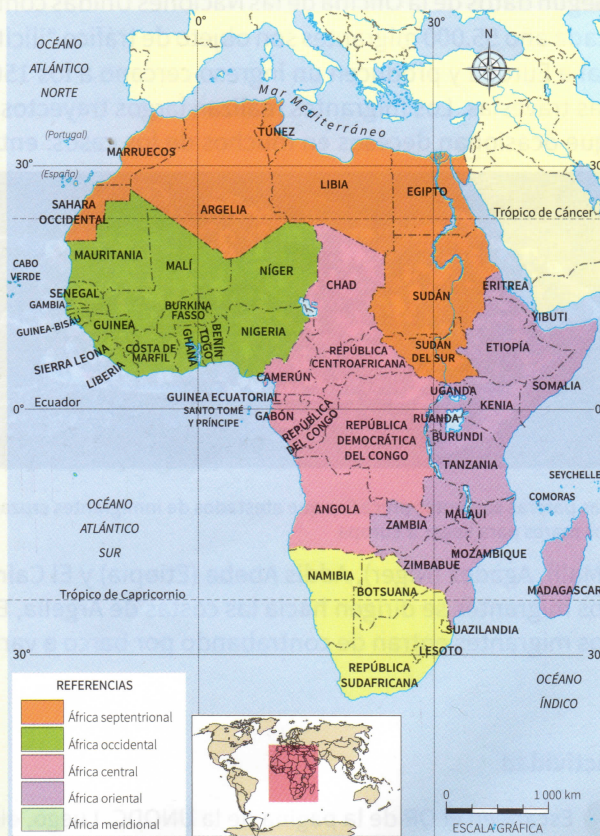 0°
30°
OCÉANO
ATLÁNTICO
NORTE
N
Mar Mediterráneo
(Portugal)
TÚNEZ
MARRUECOS
30°
(España)
LIBIA
EGIPTO
SAHARA
OCCIDENTAL
ARGELIA
Trópico de Cáncer
MAURITANIA
MALÍ
NÍGER
CABO
VERDE
CHAD
SENEGAL
GAMBIA
BURKINA
FASSO
SUDÁN
ERITREA
YIBUTI
GUINEA-BISÁU
GUINEA
BENÍN
TOGO
GHANA
NIGERIA
COSTA DE
MARFIL
SIERRA LEONA
LIBERIA
SUDÁN
DEL SUR
ETIOPÍA
REPÚBLICA
CENTROAFRICANA
CAMERÚN
SOMALIA
UGANDA
KENIA
Ecuador
0°
GUINEA ECUATORIAL
SANTO TOMÉ
Y PRÍNCIPE
GABÓN
REPÚBLICA
DEL CONGO
REPÚBLICA
DEMOCRÁTICA
DEL CONGO
RUANDA
BURUNDI
TANZANIA
SEYCHELLE
COMORAS
OCÉANO
ATLÁNTICO
SUR
ANGOLA
ZAMBIA
MALAUI
MOZAMBIQUE
ZIMBABUE
NAMIBIA
BOTSUANA
Trópico de Capricornio
MADAGASCAR
SUAZILANDIA
LESOTO
30°
30
REPÚBLICA
SUDAFRICANA
OCÉANO
ÍNDICO
REFERENCIAS
África septentrional
África occidental
África central
África oriental
África meridional
0
1 000 km
ESCALA GRÁFICA